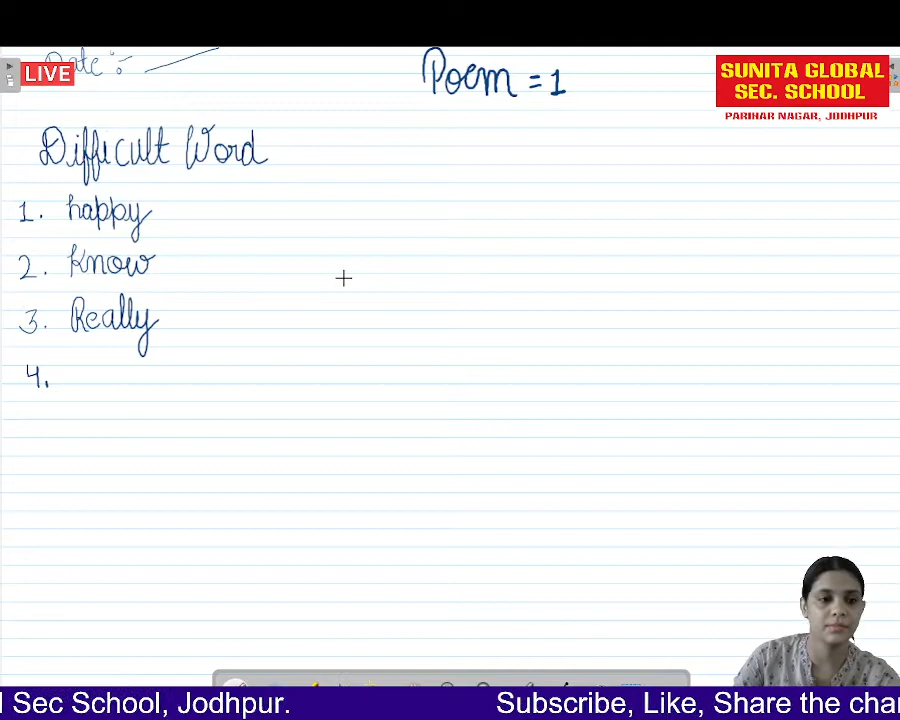 Date :-
LIVE
Poem = 1
SUNITA GLOBAL
SEC. SCHOOL
PARIHAR NAGAR, JODHPUR
Difficult Word
1. happy
2. Know
3. Really
4.
Sec School, Jodhpur. Subscribe, Like, Share the